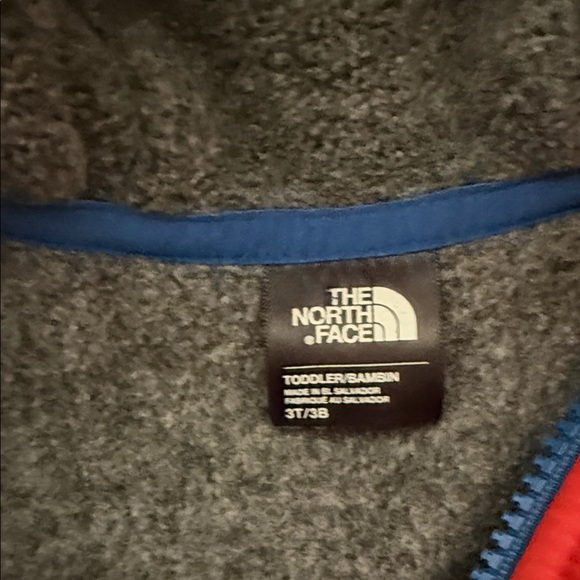 THE
NORTH
FACE
TODDLER/BAMBIN
MADE IN EL SALVADOR
FABRIQUÉ AU SALVADOR
3T/3B